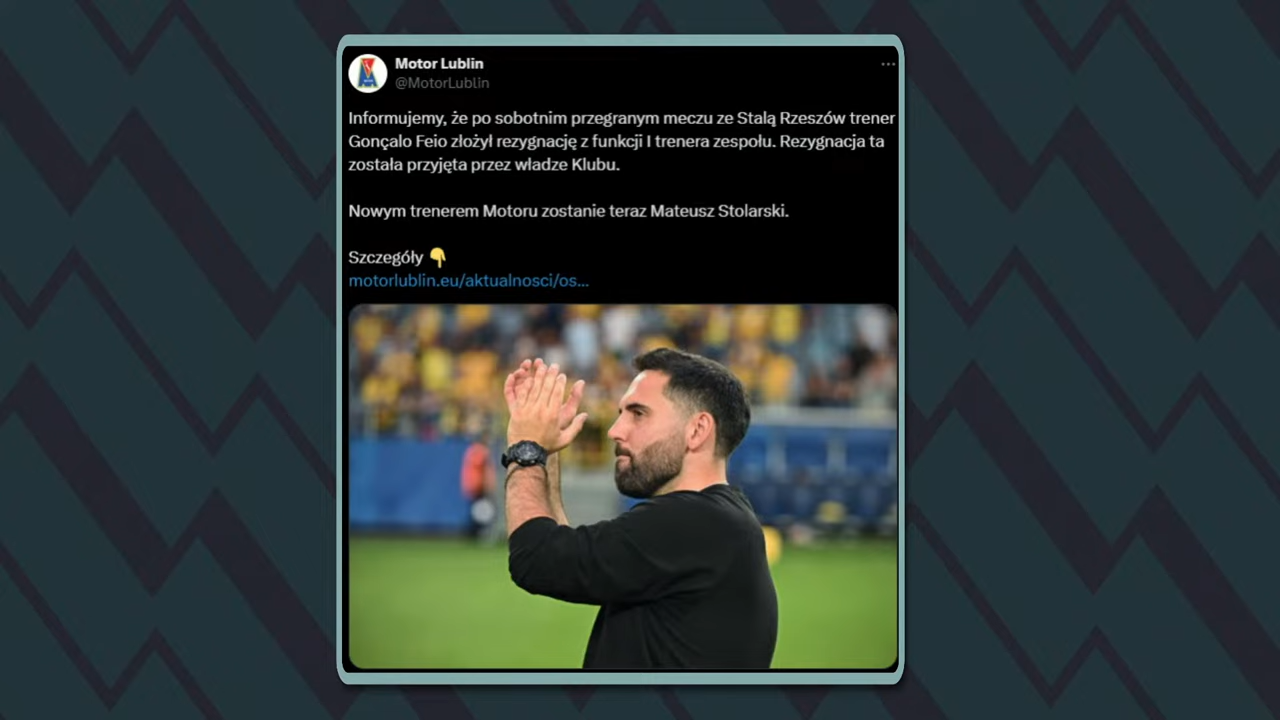 Motor Lublin
@MotorLublin
Informujemy, że po sobotnim przegranym meczu ze Stalą Rzeszów trener
Gonçalo Feio złożył rezygnację z funkcji I trenera zespołu. Rezygnacja ta
została przyjęta przez władze Klubu.
Nowym trenerem Motoru zostanie teraz Mateusz Stolarski.
Szczegóły 👇
motorlublin.eu/aktualnosci/os...